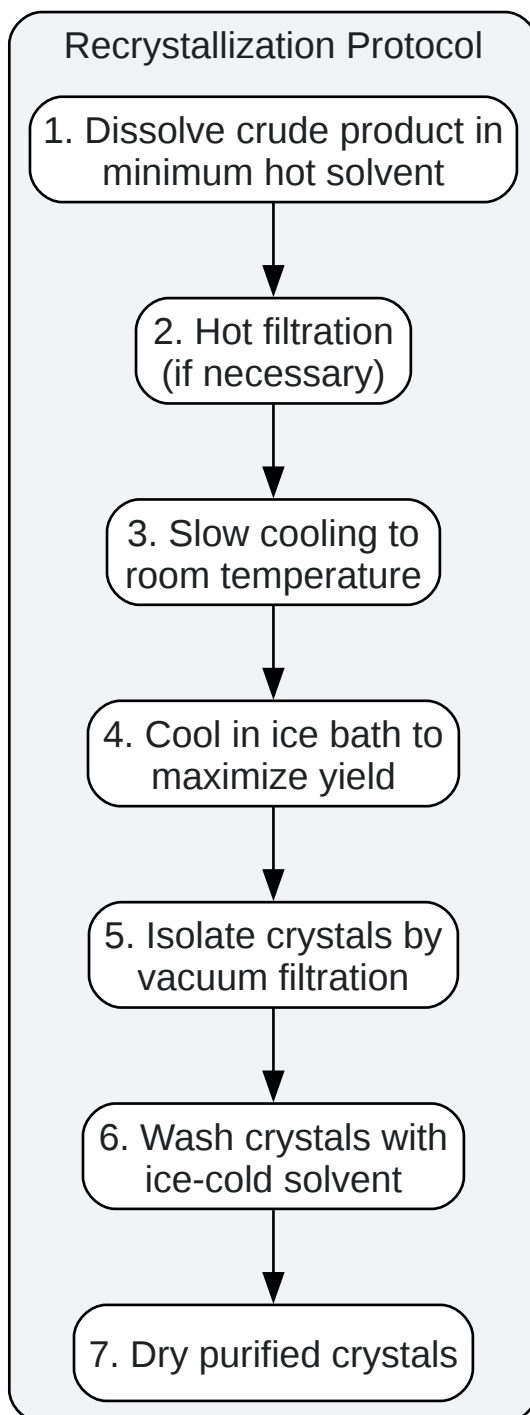 Recrystallization Protocol
1. Dissolve crude product in
minimum hot solvent
2. Hot filtration
(if necessary)
3. Slow cooling to
room temperature
4. Cool in ice bath to
maximize yield
5. Isolate crystals by
vacuum filtration
6. Wash crystals with
ice-cold solvent
7. Dry purified crystals